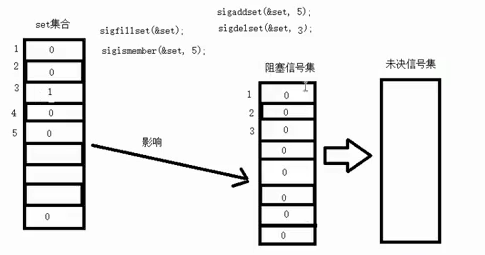 set集合
sigfillset(&set);
sigismember(&set, 5);
sigaddset(&set, 5);
sigdelset(&set, 3);
阻塞信号集
未决信号集
影响
1 0
2 0
3 1
4 0
5 0
0
1 0
2 0
3 0
0
0
0
0
0